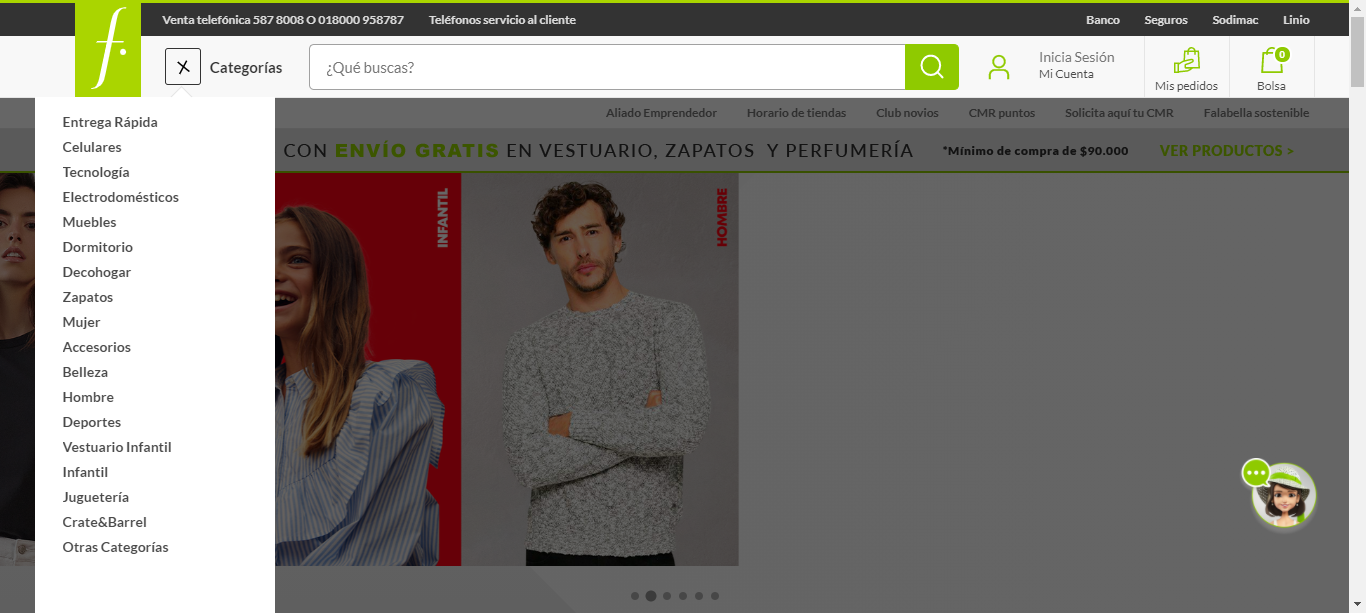 Venta telefónica 587 8008 O 018000 958787
Teléfonos servicio al cliente
Banco
Seguros
Sodimac
Linio
f.
X Categorías
¿Qué buscas?
Inicia Sesión
Mi Cuenta
Mis pedidos
0
Bolsa
Aliado Emprendedor
Horario de tiendas
Club novios
CMR puntos
Solicita aquí tu CMR
Falabella sostenible
CON ENVÍO GRATIS EN VESTUARIO, ZAPATOS Y PERFUMERÍA
*Mínimo de compra de $90.000
VER PRODUCTOS >
Entrega Rápida
Celulares
Tecnología
Electrodomésticos
Muebles
Dormitorio
Decohogar
Zapatos
Mujer
Accesorios
Belleza
Hombre
Deportes
Vestuario Infantil
Infantil
Juguetería
Crate&Barrel
Otras Categorías
INFANTIL
HOMBRE